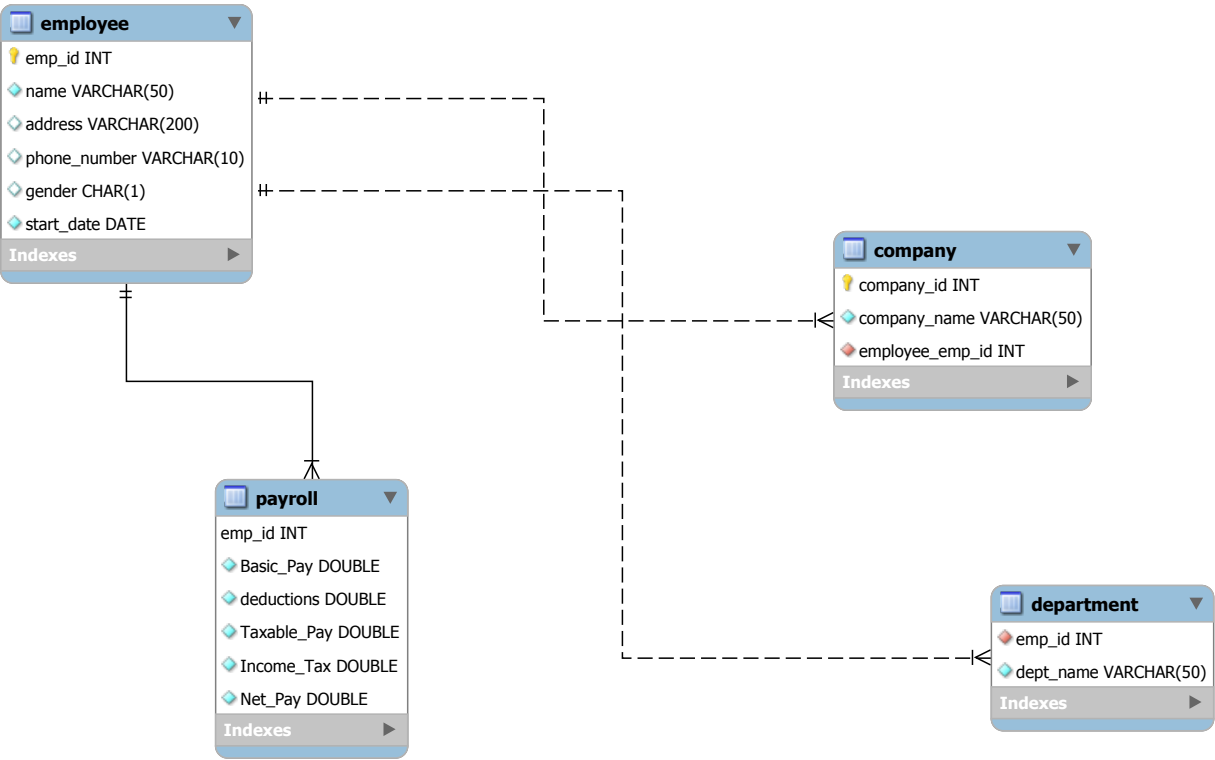 employee
emp_id INT
name VARCHAR(50)
address VARCHAR(200)
phone_number VARCHAR(10)
gender CHAR(1)
start_date DATE
Indexes
company
company_id INT
company_name VARCHAR(50)
employee_emp_id INT
Indexes
payroll
emp_id INT
Basic_Pay DOUBLE
deductions DOUBLE
Taxable_Pay DOUBLE
Income_Tax DOUBLE
Net_Pay DOUBLE
Indexes
department
emp_id INT
dept_name VARCHAR(50)
Indexes